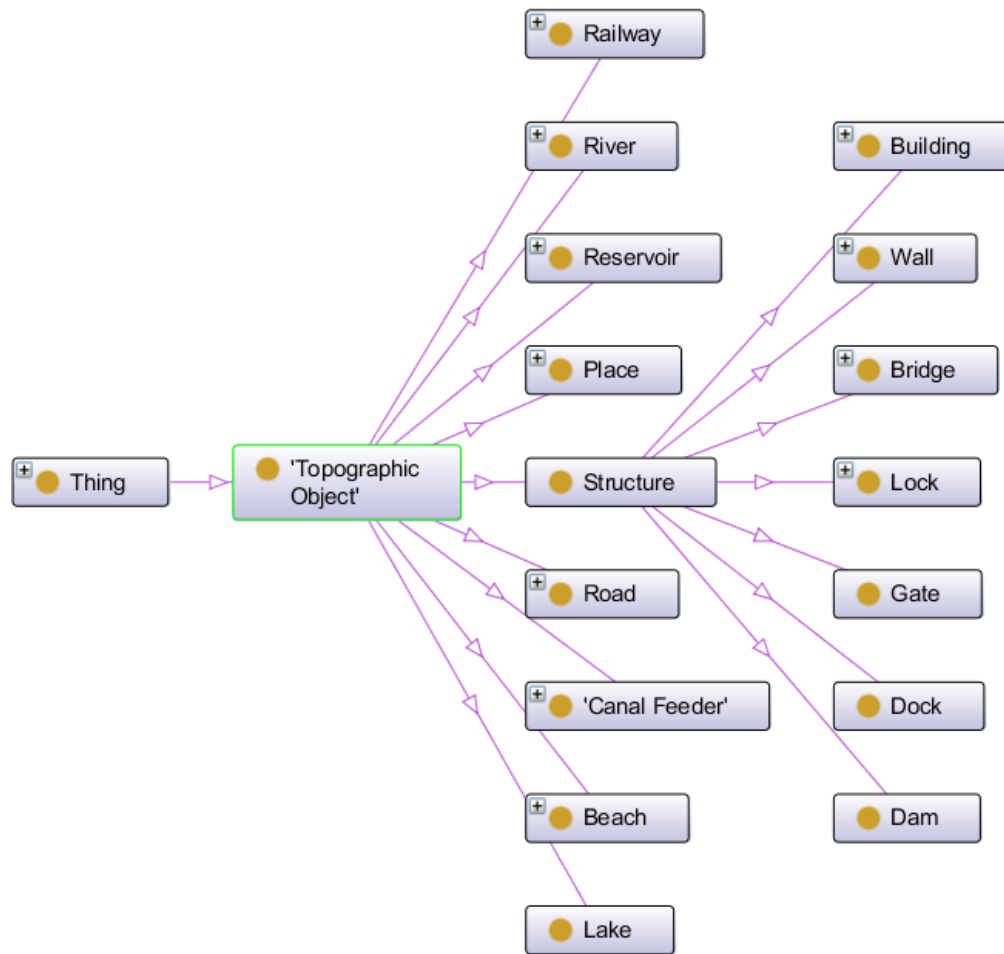 Railway
River
Building
Reservoir
Wall
Place
Bridge
Thing
'Topographic
Object'
Structure
Lock
Road
Gate
'Canal Feeder'
Dock
Beach
Dam
Lake